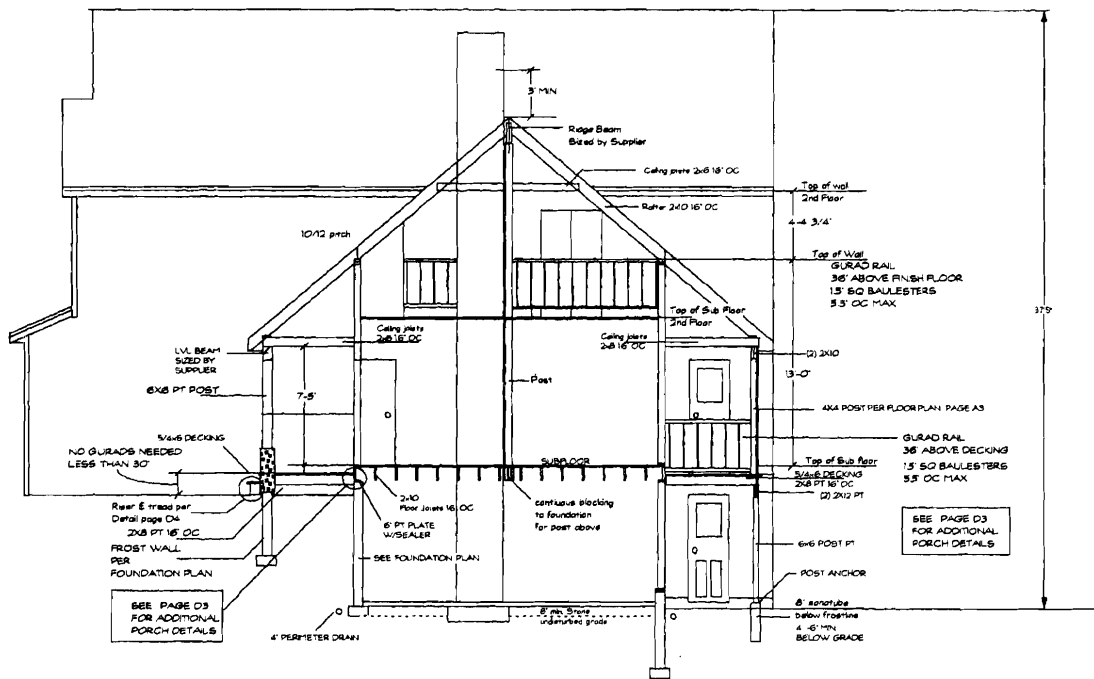 3' MIN
Ridge Beam
Sized by Supplier
Ceiling joists 2x6 16" OC
Top of wall
2nd Floor
Rafter 2x10 16" OC
4'-4 3/4"
10/12 pitch
Top of Wall
GURAD RAIL
36" ABOVE FINISH FLOOR
1.5" SQ BAULESTERS
5.5" OC MAX
Top of Sub Floor
2nd Floor
37'5"
Ceiling joists
2x8 16" OC
Ceiling joists
2x8 16" OC
LVL BEAM
SIZED BY
SUPPLIER
(2) 2X10
13'-0"
6X6 PT POST
7'-5"
Post
4X4 POST PER FLOOR PLAN PAGE A3
5/4x6 DECKING
NO GURADS NEEDED
LESS THAN 30"
GURAD RAIL
36" ABOVE DECKING
1.5" SQ BAULESTERS
5.5" OC MAX
SUBFLOOR
Top of Sub floor
5/4x6 DECKING
2X8 PT 16" OC
(2) 2X12 PT
Riser & tread per
Detail page D4
2X8 PT 16" OC
2x10
Floor Joists 16" OC
6" PT PLATE
W/SEALER
contiuous blocking
to foundation
for post above
FROST WALL
PER
FOUNDATION PLAN
SEE FOUNDATION PLAN
6x6 POST PT
SEE PAGE D3
FOR ADDITIONAL
PORCH DETAILS
POST ANCHOR
SEE PAGE D3
FOR ADDITIONAL
PORCH DETAILS
4" PERIMETER DRAIN
8" min. Stone
undisturbed grade
8" sonotube
below frostline
4'-6" MIN
BELOW GRADE